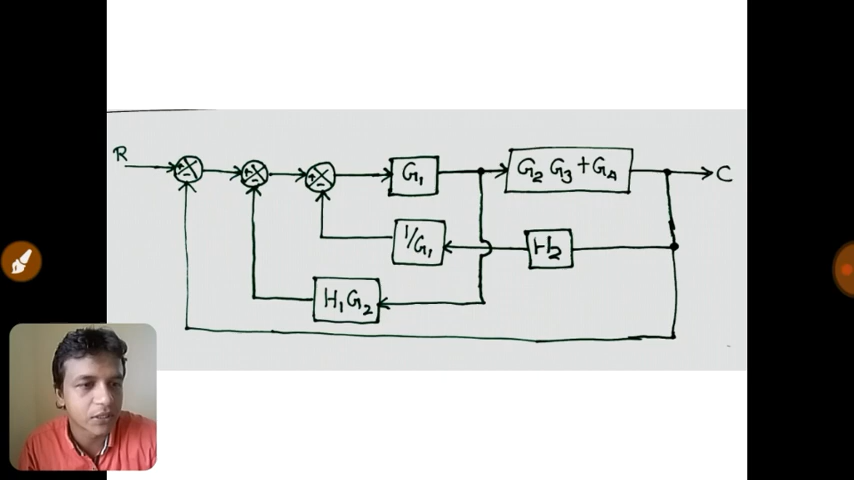 R
+
-
+
-
+
-
G₁
G₂ G₃ + G₄
C
1/G₁
H₂
H₁G₂